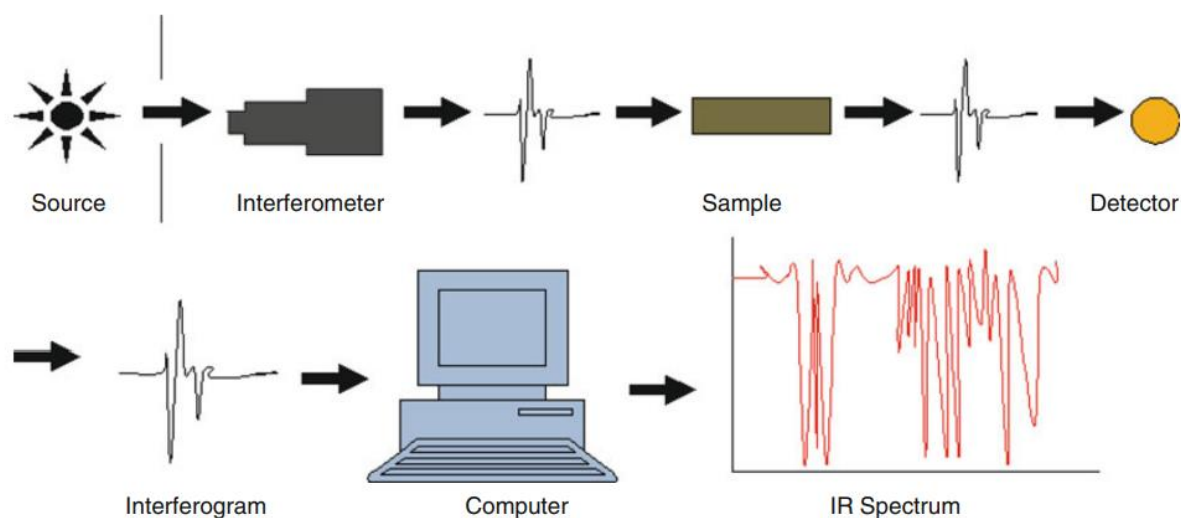 Source
Interferometer
Sample
Detector
Interferogram
Computer
IR Spectrum